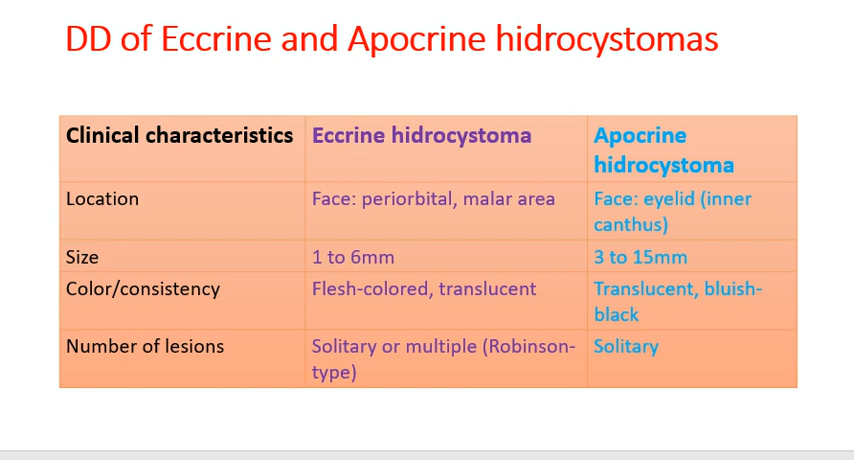 DD of Eccrine and Apocrine hidrocystomas
Clinical characteristics Eccrine hidrocystoma Apocrine
hidrocystoma
Location Face: periorbital, malar area Face: eyelid (inner
canthus)
Size 1 to 6mm 3 to 15mm
Color/consistency Flesh-colored, translucent Translucent, bluish-
black
Number of lesions Solitary or multiple (Robinson- Solitary
type)